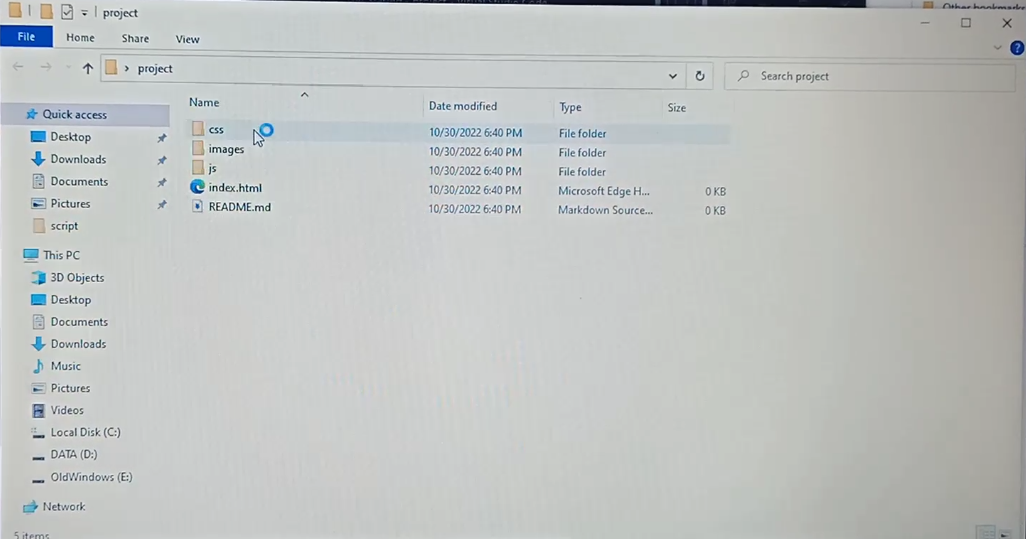 project
Other bookmarks
File Home Share View
project
Search project
Name Date modified Type Size
Quick access
Desktop
Downloads
Documents
Pictures
script
This PC
3D Objects
Desktop
Documents
Downloads
Music
Pictures
Videos
Local Disk (C:)
DATA (D:)
OldWindows (E:)
Network
css 10/30/2022 6:40 PM File folder
images 10/30/2022 6:40 PM File folder
js 10/30/2022 6:40 PM File folder
index.html 10/30/2022 6:40 PM Microsoft Edge H... 0 KB
README.md 10/30/2022 6:40 PM Markdown Source... 0 KB
5 items